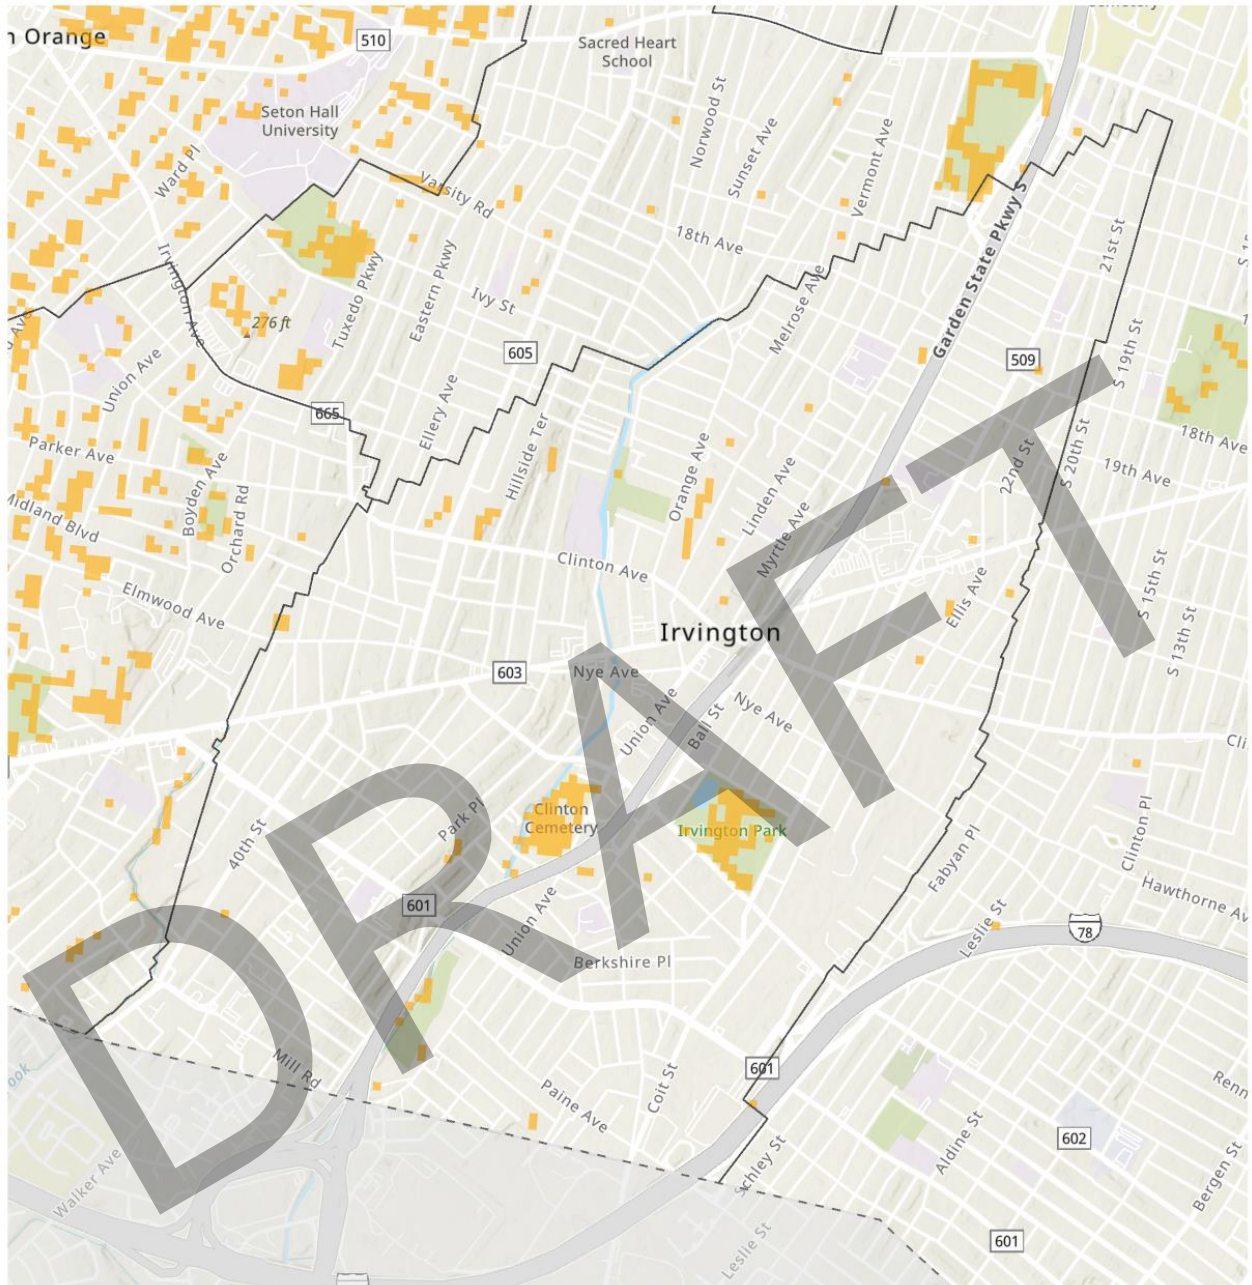 n Orange
510
Sacred Heart
School
Seton Hall
University
Norwood St
Sunset Ave
Vermont Ave
Ward Pl
Varsity Rd
18th Ave
Garden State Pkwy S
21st St
Irvington Ave
Tuxedo Pkwy
Eastern Pkwy
Ivy St
276 ft
Melrose Ave
605
509
S 19th St
Union Ave
665
Ellery Ave
Hillside Ter
Orange Ave
Linden Ave
Myrtle Ave
22nd St
S 20th St
18th Ave
19th Ave
Parker Ave
Boyden Ave
Orchard Rd
Midland Blvd
Clinton Ave
Elmwood Ave
Ellis Ave
S 15th St
S 13th St
Irvington
603
Nye Ave
Union Ave
Ball St
Nye Ave
Cli
DRAFT
Clinton
Cemetery
Irvington Park
Park Pl
40th St
Fabyan Pl
Clinton Pl
Hawthorne Av
601
Union Ave
Leslie St
78
Berkshire Pl
Mill Rd
Paine Ave
Coit St
601
Renn
ook
Schley St
Aldine St
602
Bergen St
Walker Ave
Leslie St
601